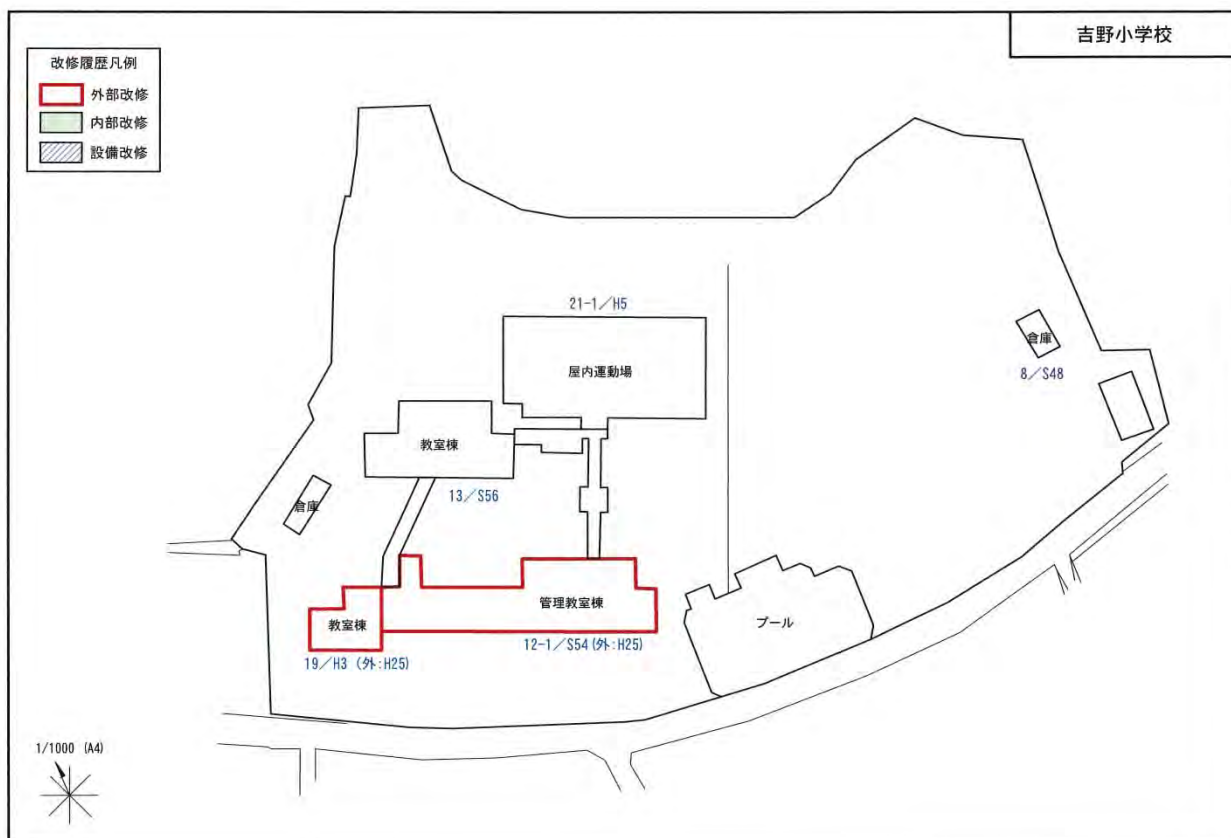 吉野小学校
改修履歴凡例
外部改修
内部改修
設備改修
21-1／H5
屋内運動場
倉庫
8／S48
教室棟
13／S56
倉庫
管理教室棟
教室棟
プール
12-1／S54(外:H25)
19／H3 (外:H25)
1/1000 (A4)